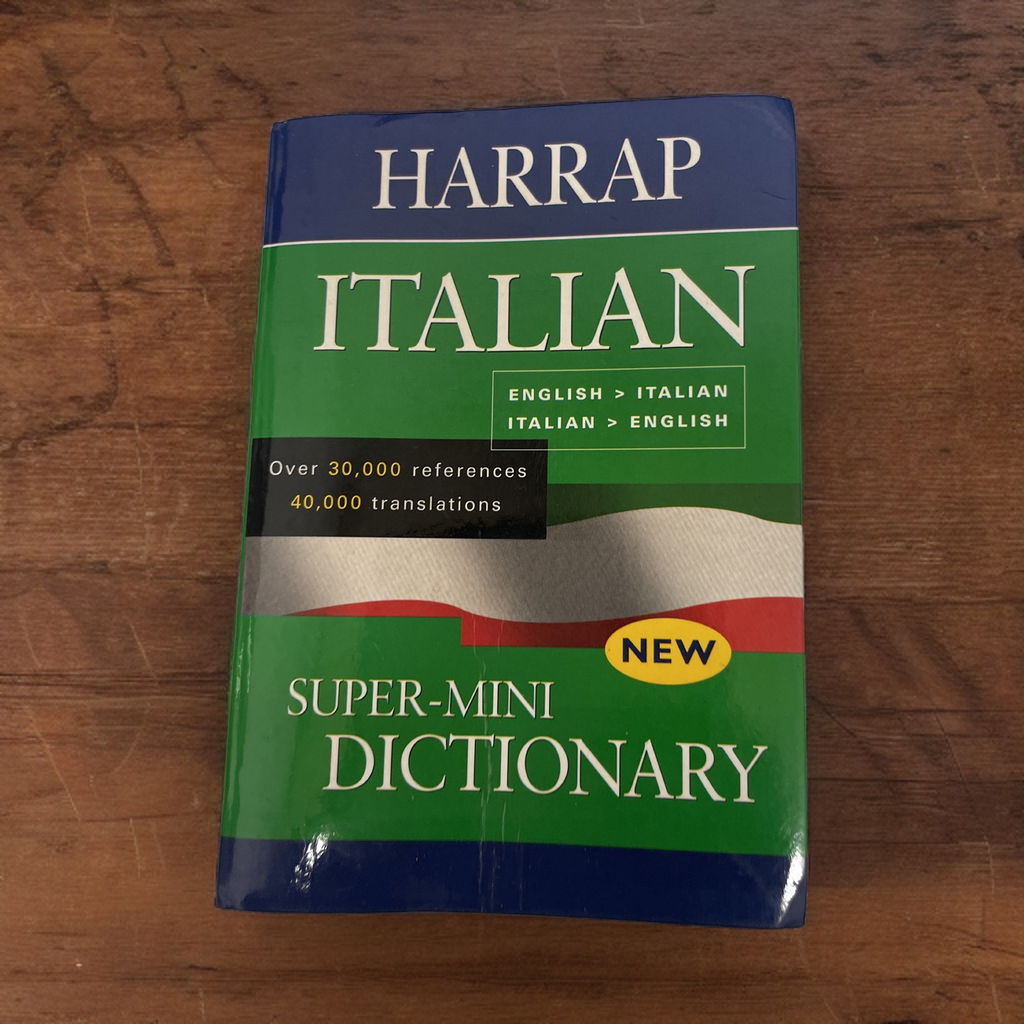 HARRAP
ITALIAN
ENGLISH > ITALIAN
ITALIAN > ENGLISH
Over 30,000 references
40,000 translations
NEW
SUPER-MINI
DICTIONARY